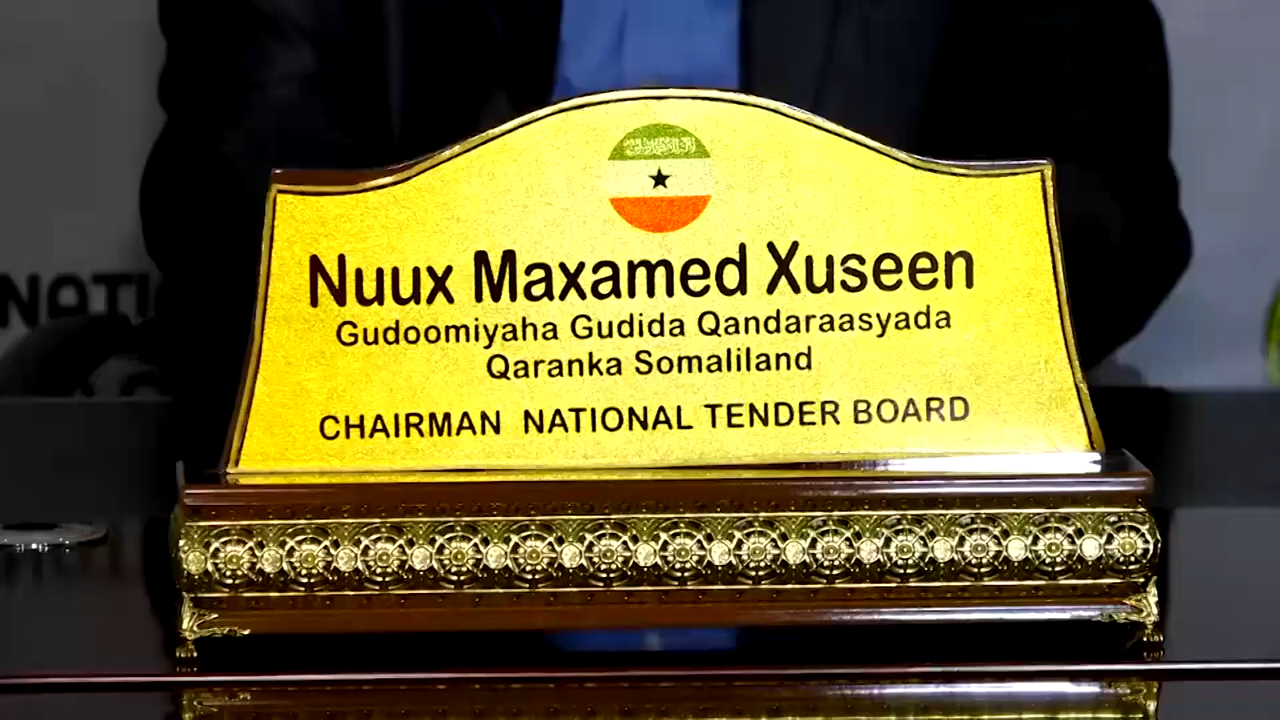 Nuux Maxamed Xuseen
Gudoomiyaha Gudida Qandaraasyada
Qaranka Somaliland
CHAIRMAN NATIONAL TENDER BOARD